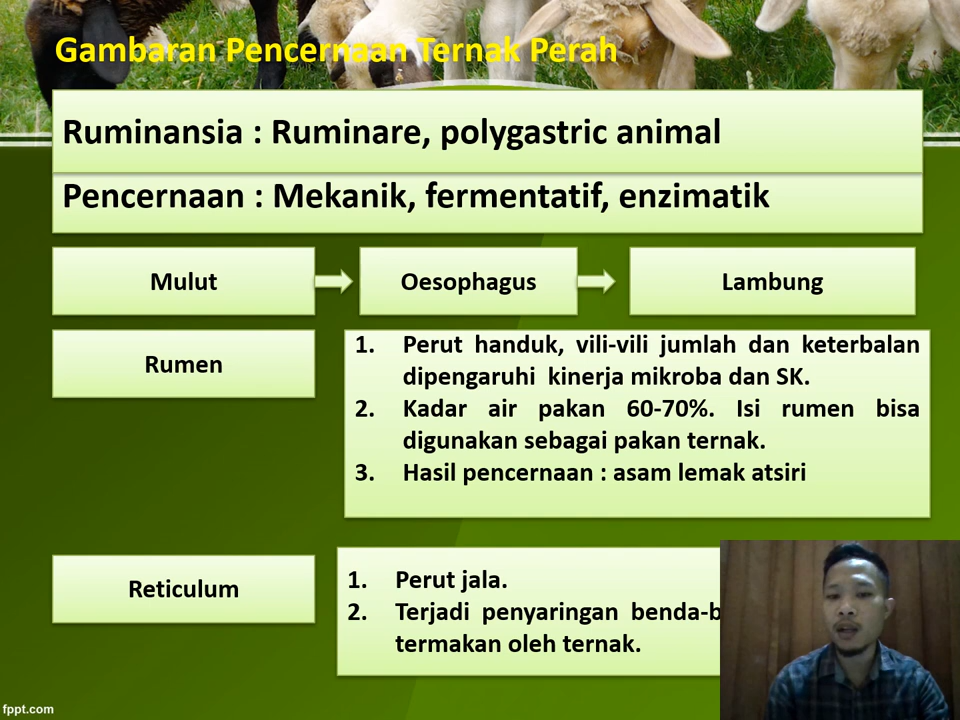 Gambaran Pencernaan Ternak Perah
Ruminansia : Ruminare, polygastric animal
Pencernaan : Mekanik, fermentatif, enzimatik
Mulut
Oesophagus
Lambung
Rumen
1. Perut handuk, vili-vili jumlah dan keterbalan
dipengaruhi kinerja mikroba dan SK.
2. Kadar air pakan 60-70%. Isi rumen bisa
digunakan sebagai pakan ternak.
3. Hasil pencernaan : asam lemak atsiri
Reticulum
1. Perut jala.
2. Terjadi penyaringan
termakan oleh ternak.
fppt.com